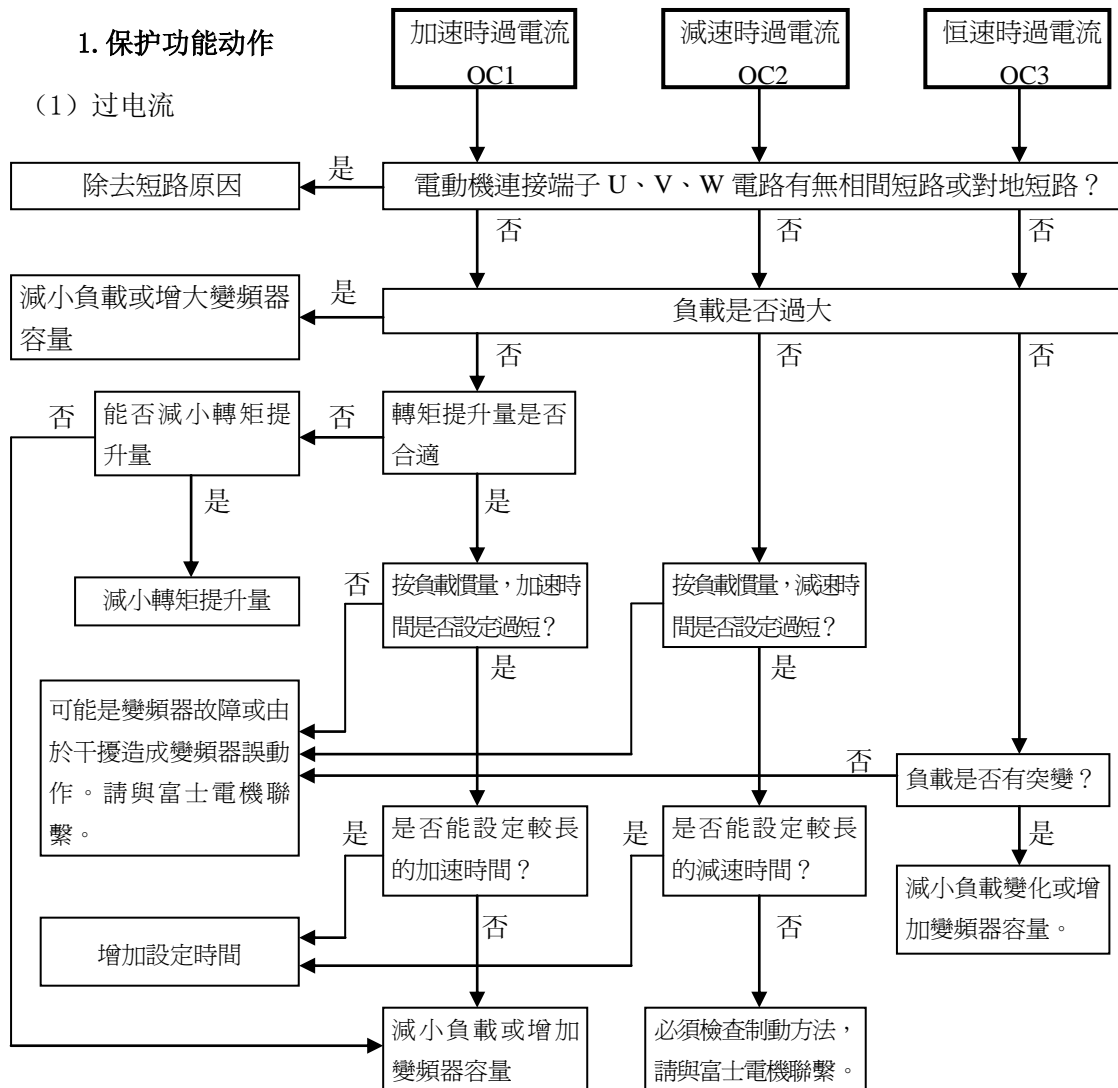 1. 保护功能动作
（1）过电流
加速時過電流
OC1
減速時過電流
OC2
恒速時過電流
OC3
除去短路原因
是
電動機連接端子 U、V、W 電路有無相間短路或對地短路？
否
否
否
減小負載或增大變頻器
容量
是
負載是否過大
否
否
否
否
能否減小轉矩提
升量
否
轉矩提升量是否
合適
是
是
減小轉矩提升量
否
按負載慣量，加速時
間是否設定過短？
按負載慣量，減速時
間是否設定過短？
是
是
可能是變頻器故障或由
於干擾造成變頻器誤動
作。請與富士電機聯
繫。
否
負載是否有突變？
是
是否能設定較長
的加速時間？
是
是否能設定較長
的減速時間？
是
減小負載變化或增
加變頻器容量。
增加設定時間
否
否
減小負載或增加
變頻器容量
必須檢查制動方法，
請與富士電機聯繫。